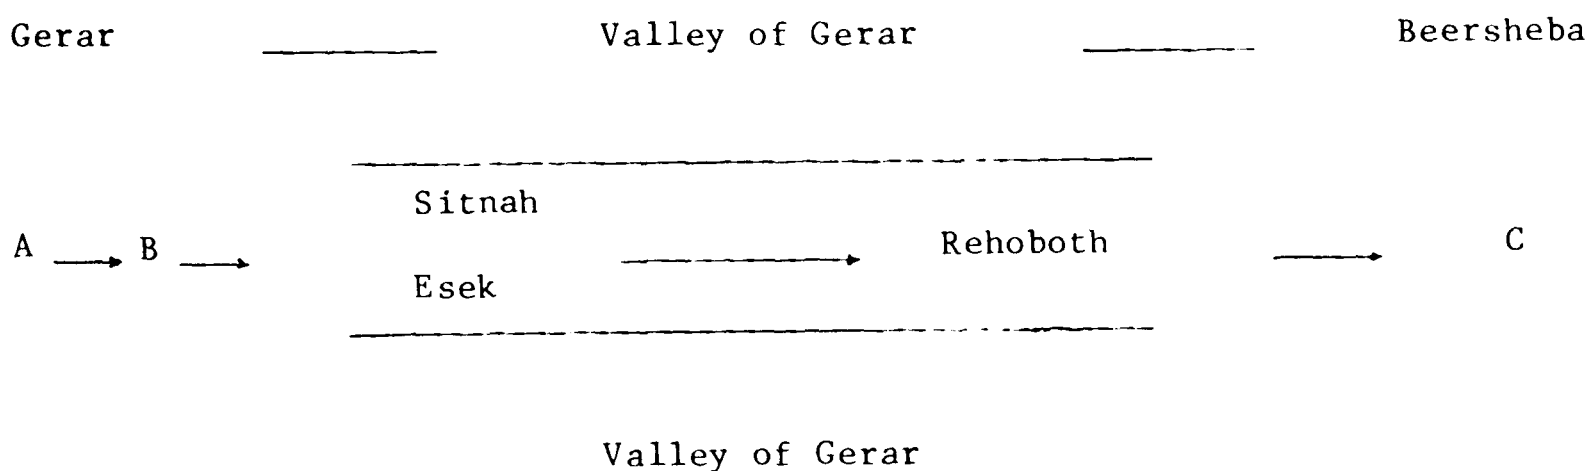 Gerar Valley of Gerar Beersheba
Sitnah
A B Rehoboth C
Esek
Valley of Gerar